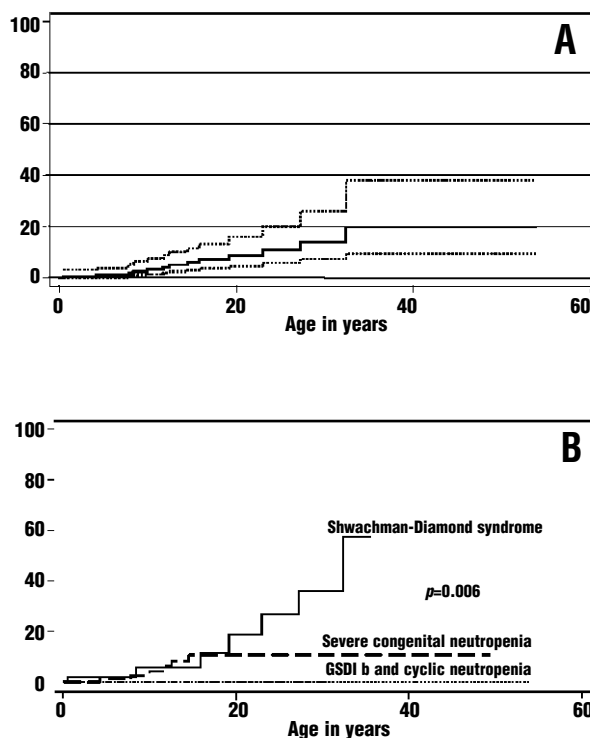 A
100
80
60
40
20
0
0 20 40 60
Age in years
B
100
80
60
40
20
0
Shwachman-Diamond syndrome
p=0.006
Severe congenital neutropenia
GSDI b and cyclic neutropenia
0 20 40 60
Age in years